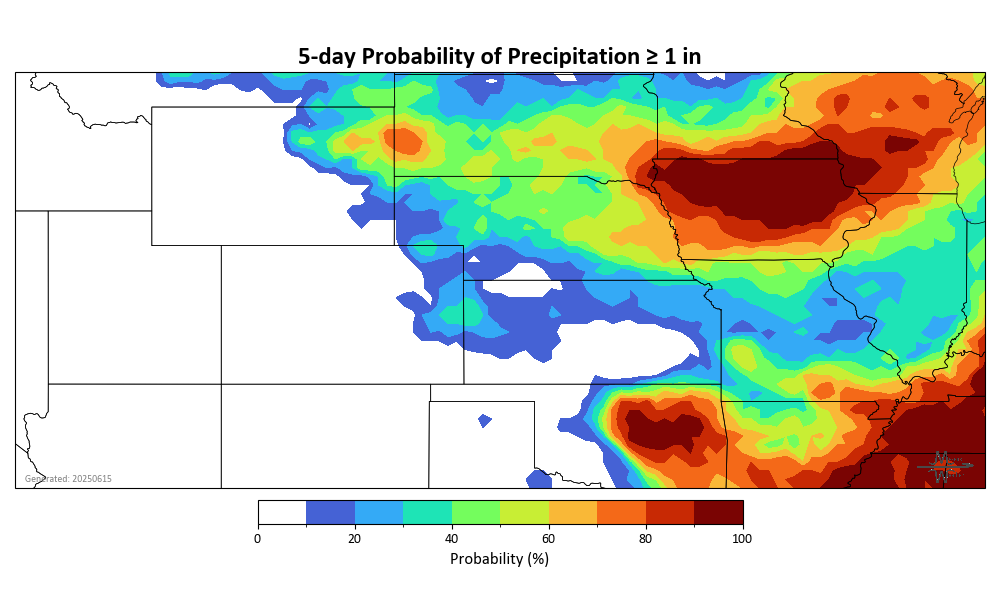 5-day Probability of Precipitation ≥ 1 in
Generated: 20250615
0 20 40 60 80 100
Probability (%)